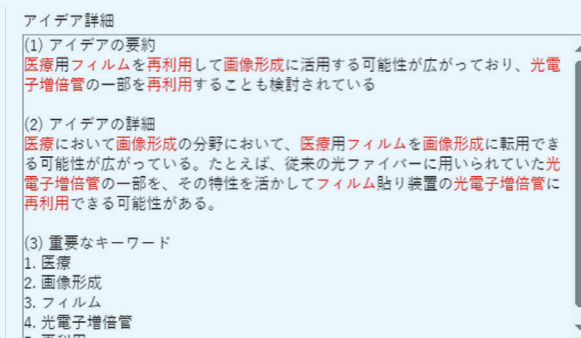 アイデア詳細
(1) アイデアの要約
医療用フィルムを再利用して画像形成に活用する可能性が広がっており、光電
子増倍管の一部を再利用することも検討されている
(2) アイデアの詳細
医療において画像形成の分野において、医療用フィルムを画像形成に転用でき
る可能性が広がっている。たとえば、従来の光ファイバーに用いられていた光
電子増倍管の一部を、その特性を活かしてフィルム貼り装置の光電子増倍管に
再利用できる可能性がある。
(3) 重要なキーワード
1. 医療
2. 画像形成
3. フィルム
4. 光電子増倍管